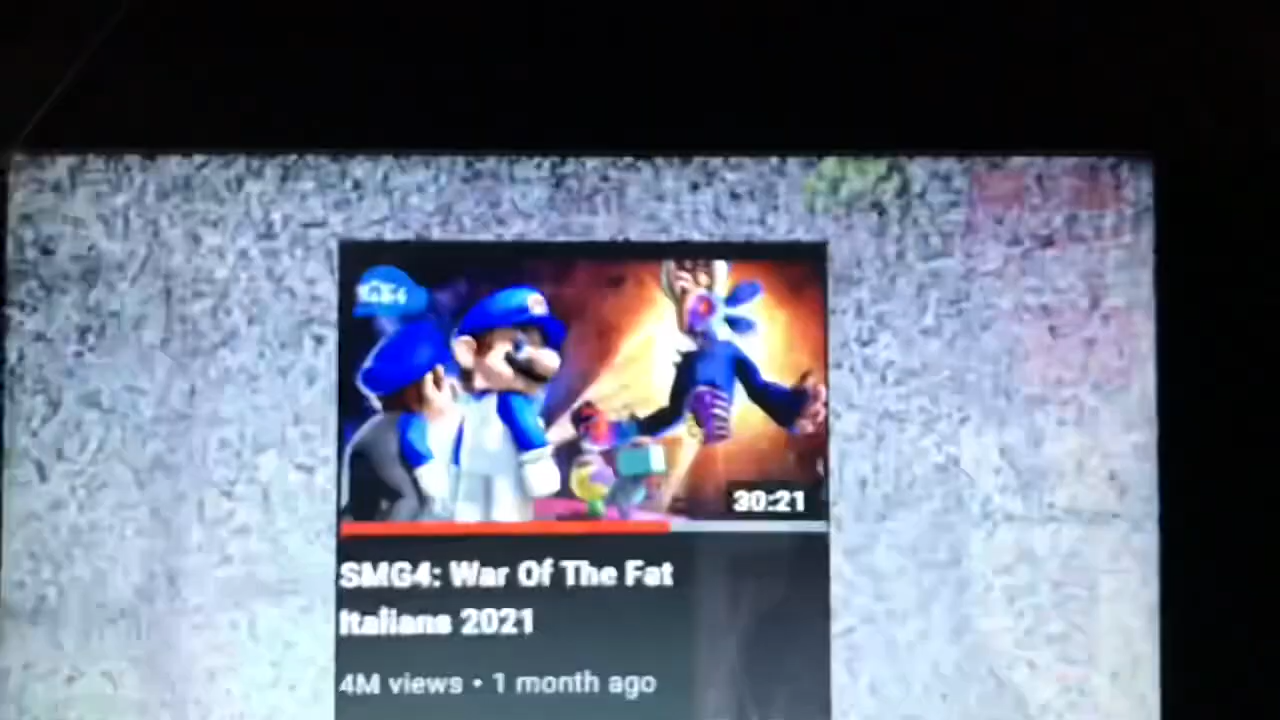 SMG4
30:21
SMG4: War Of The Fat
Italians 2021
4M views • 1 month ago